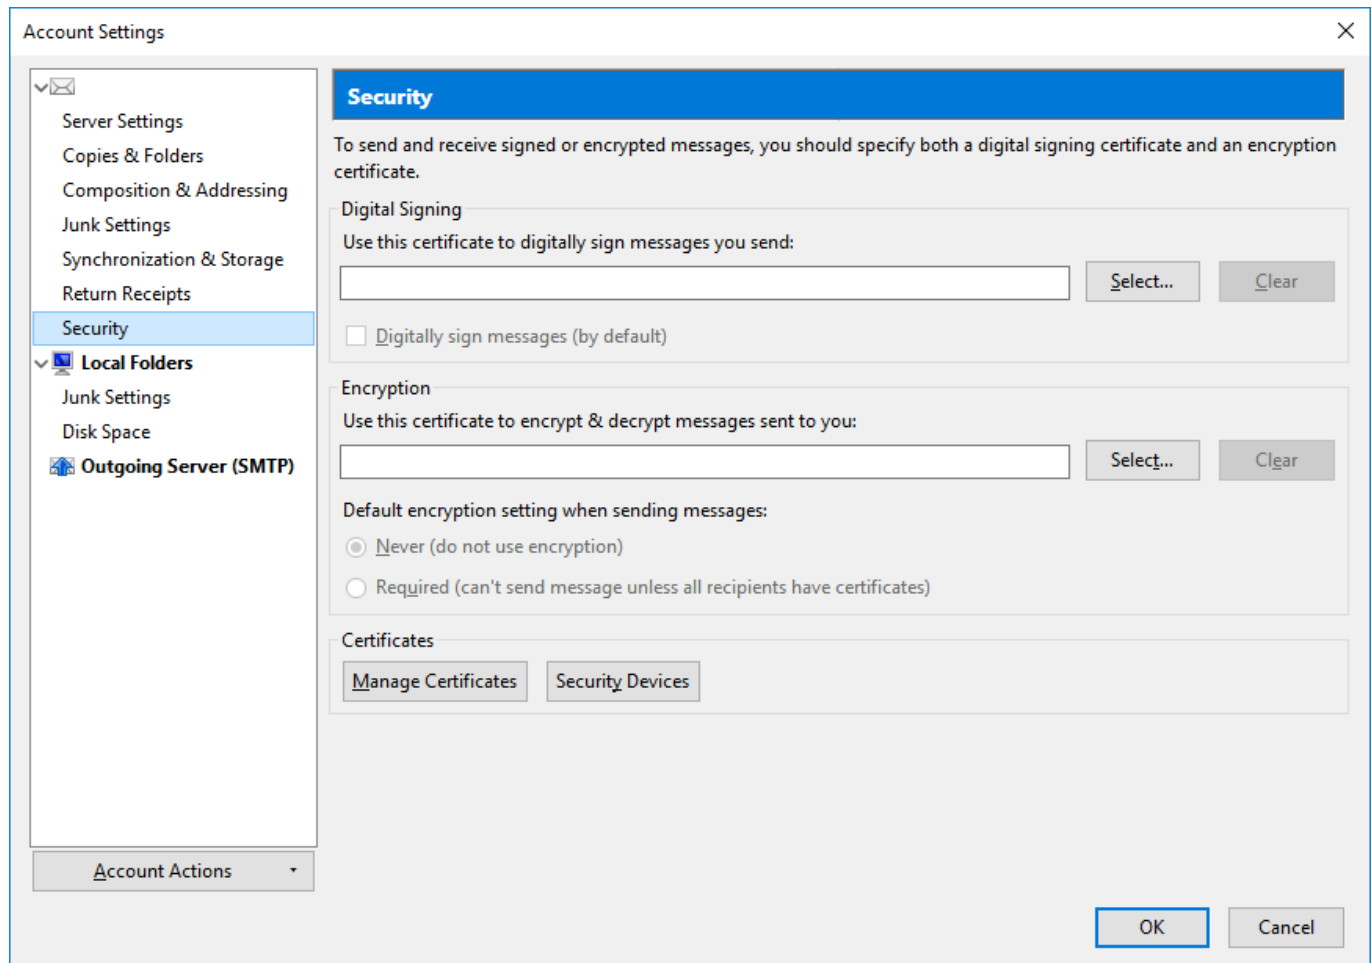 Account Settings
Server Settings
Copies & Folders
Composition & Addressing
Junk Settings
Synchronization & Storage
Return Receipts
Security
Local Folders
Junk Settings
Disk Space
Outgoing Server (SMTP)
Account Actions
Security
To send and receive signed or encrypted messages, you should specify both a digital signing certificate and an encryption
certificate.
Digital Signing
Use this certificate to digitally sign messages you send:
Select... Clear
Digitally sign messages (by default)
Encryption
Use this certificate to encrypt & decrypt messages sent to you:
Select... Clear
Default encryption setting when sending messages:
Never (do not use encryption)
Required (can't send message unless all recipients have certificates)
Certificates
Manage Certificates Security Devices
OK Cancel